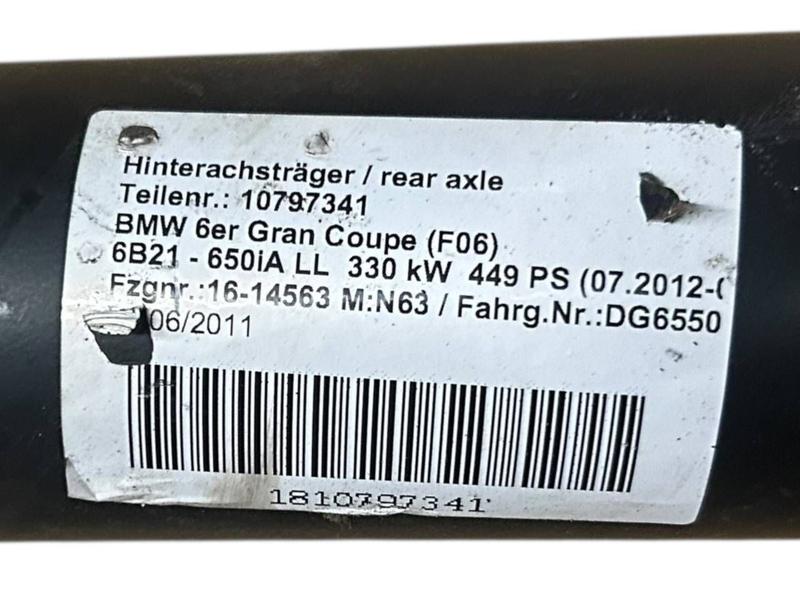 Hinterachsträger / rear axle
Teilenr.: 10797341
BMW 6er Gran Coupe (F06)
6B21 - 650iA LL 330 kW 449 PS (07.2012-
Fzgnr.:16-14563 M:N63 / Fahrg.Nr.:DG6550
06/2011
1810797341